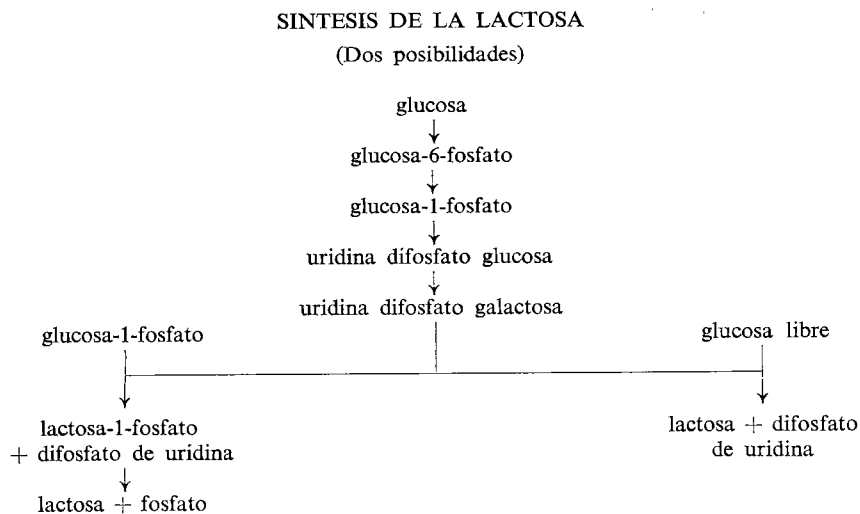 SINTESIS DE LA LACTOSA
(Dos posibilidades)
glucosa
glucosa-6-fosfato
glucosa-1-fosfato
uridina difosfato glucosa
uridina difosfato galactosa
glucosa-1-fosfato
glucosa libre
lactosa-1-fosfato
+ difosfato de uridina
lactosa + fosfato
lactosa + difosfato
de uridina